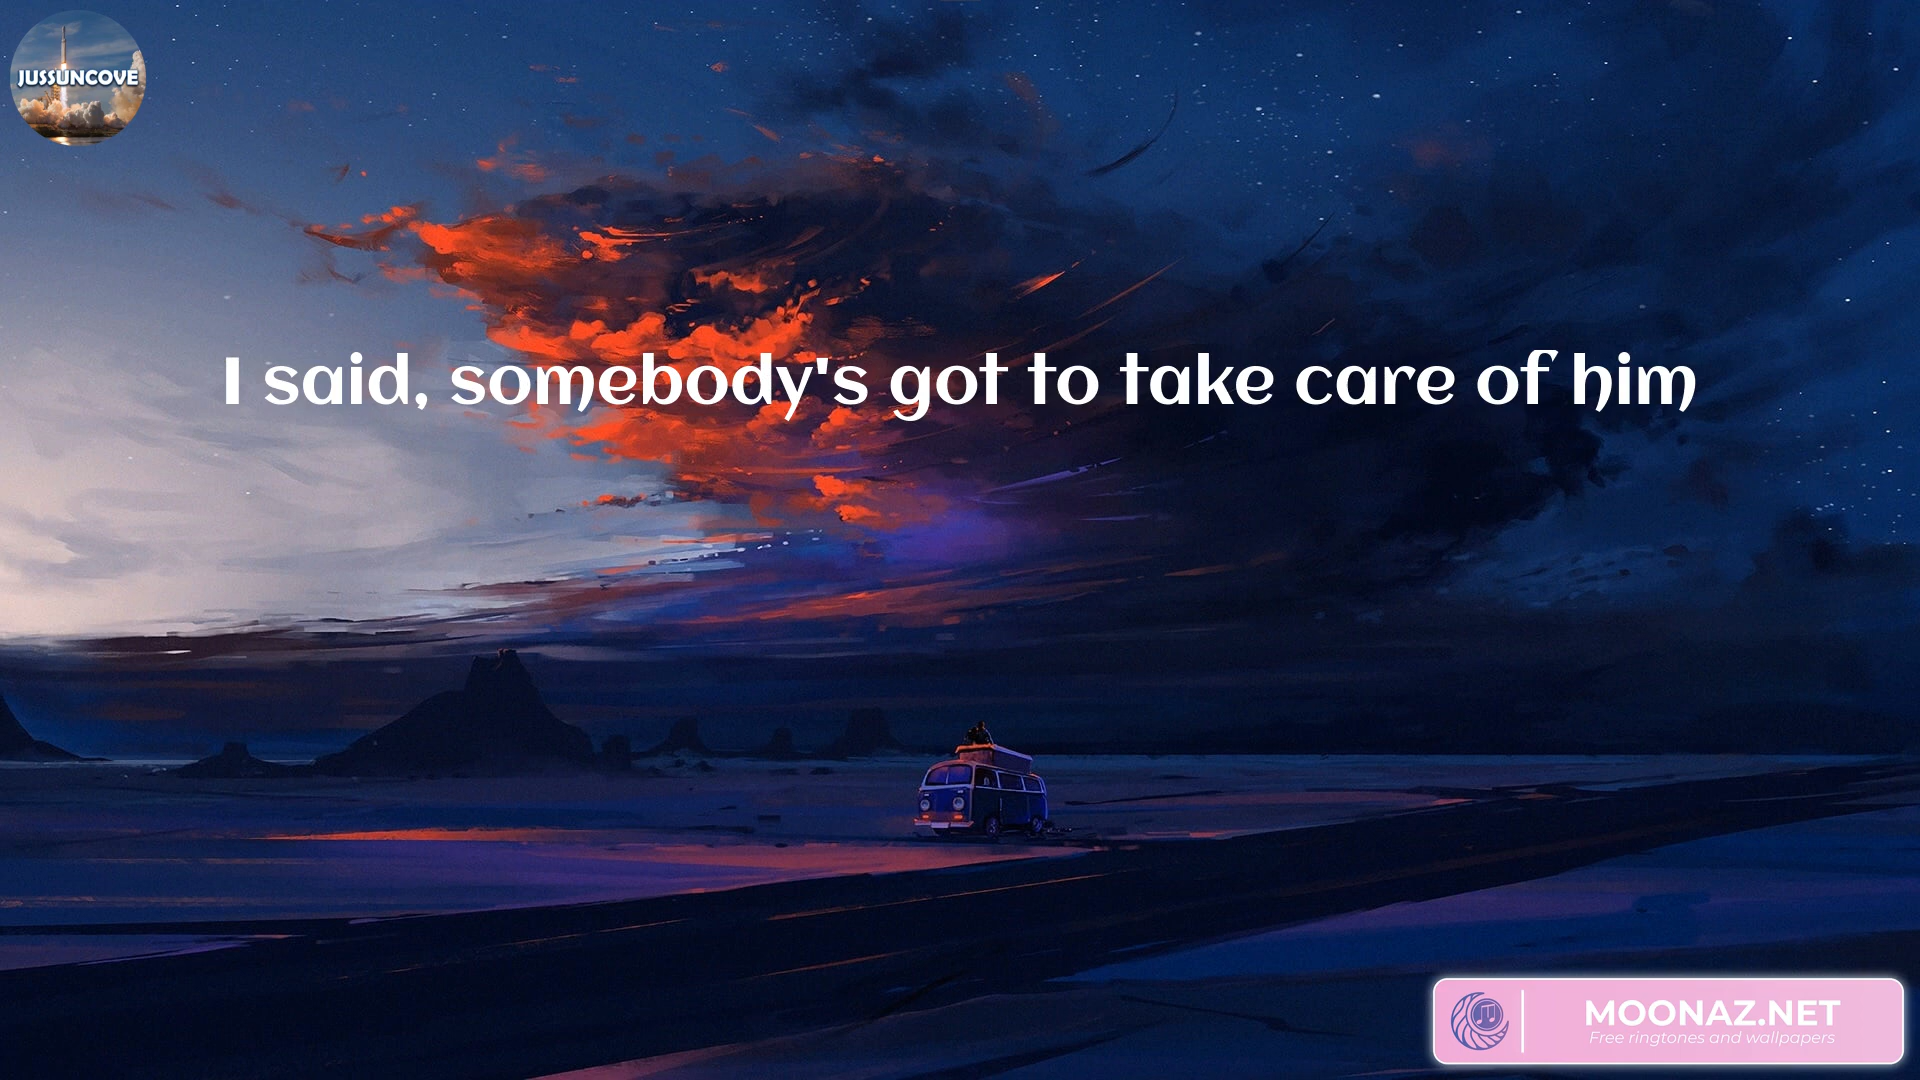 JUSSUNCOVE
I said, somebody's got to take care of him
MOONAZ.NET
Free ringtones and wallpapers